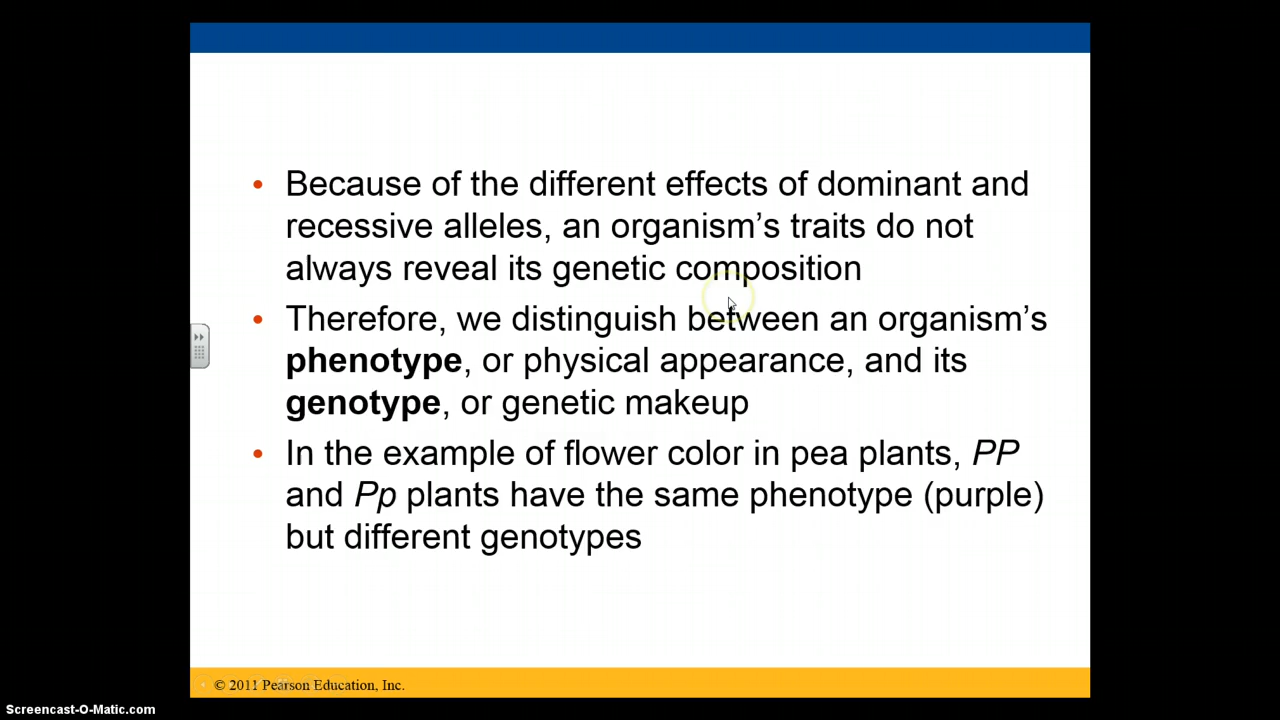 • Because of the different effects of dominant and
recessive alleles, an organism’s traits do not
always reveal its genetic composition
• Therefore, we distinguish between an organism’s
phenotype, or physical appearance, and its
genotype, or genetic makeup
• In the example of flower color in pea plants, PP
and Pp plants have the same phenotype (purple)
but different genotypes
© 2011 Pearson Education, Inc.
Screencast-O-Matic.com